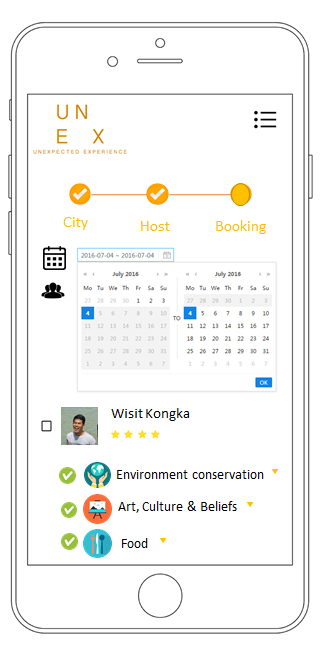 UN
E X
UNEXPECTED EXPERIENCE
City
Host
Booking
2016-07-04 ~ 2016-07-04
« ‹ July 2016 › »
Mo Tu We Th Fr Sa Su
27 28 29 30 1 2 3
4 5 6 7 8 9 10
11 12 13 14 15 16 17
18 19 20 21 22 23 24
25 26 27 28 29 30 31
1 2 3 4 5 6 7
TO
« ‹ July 2016 › »
Mo Tu We Th Fr Sa Su
27 28 29 30 1 2 3
4 5 6 7 8 9 10
11 12 13 14 15 16 17
18 19 20 21 22 23 24
25 26 27 28 29 30 31
1 2 3 4 5 6 7
OK
Wisit Kongka
Environment conservation
Art, Culture & Beliefs
Food